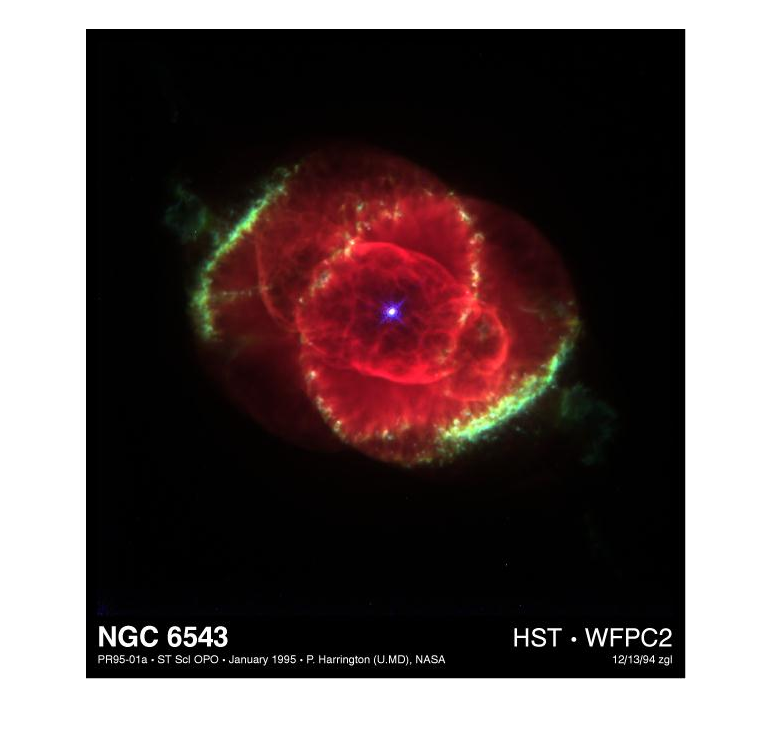 NGC 6543
HST • WFPC2
PR95-01a • ST ScI OPO • January 1995 • P. Harrington (U.MD), NASA
12/13/94 zgl